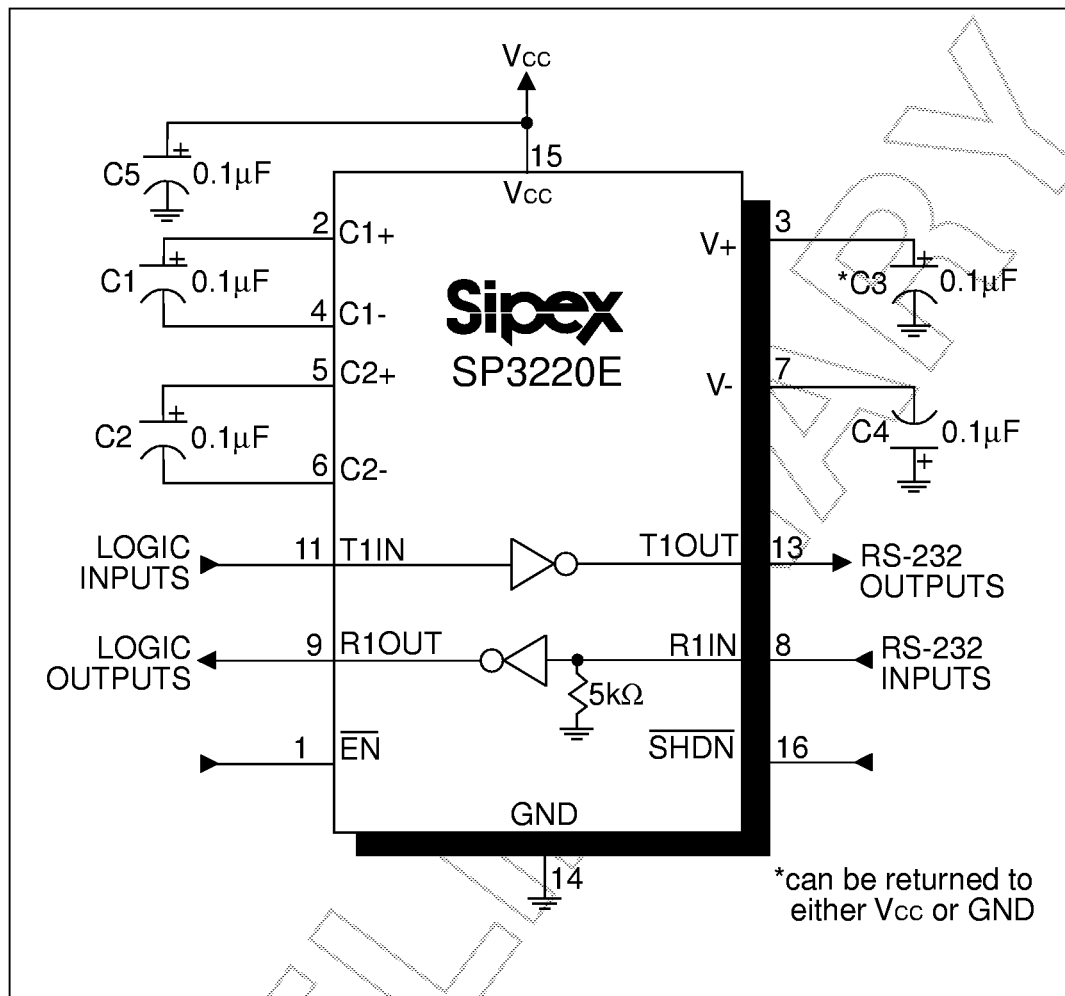 Vcc
15
Vcc
C5
+
0.1µF
2
C1+
C1
+
0.1µF
4
C1-
5
C2+
C2
+
0.1µF
6
C2-
Sipex
SP3220E
3
V+
*C3
+
0.1µF
7
V-
C4
0.1µF
+
LOGIC
INPUTS
11
T1IN
T1OUT
13
RS-232
OUTPUTS
LOGIC
OUTPUTS
9
R1OUT
R1IN
8
RS-232
INPUTS
5kΩ
1
EN
SHDN
16
GND
14
*can be returned to
either Vcc or GND